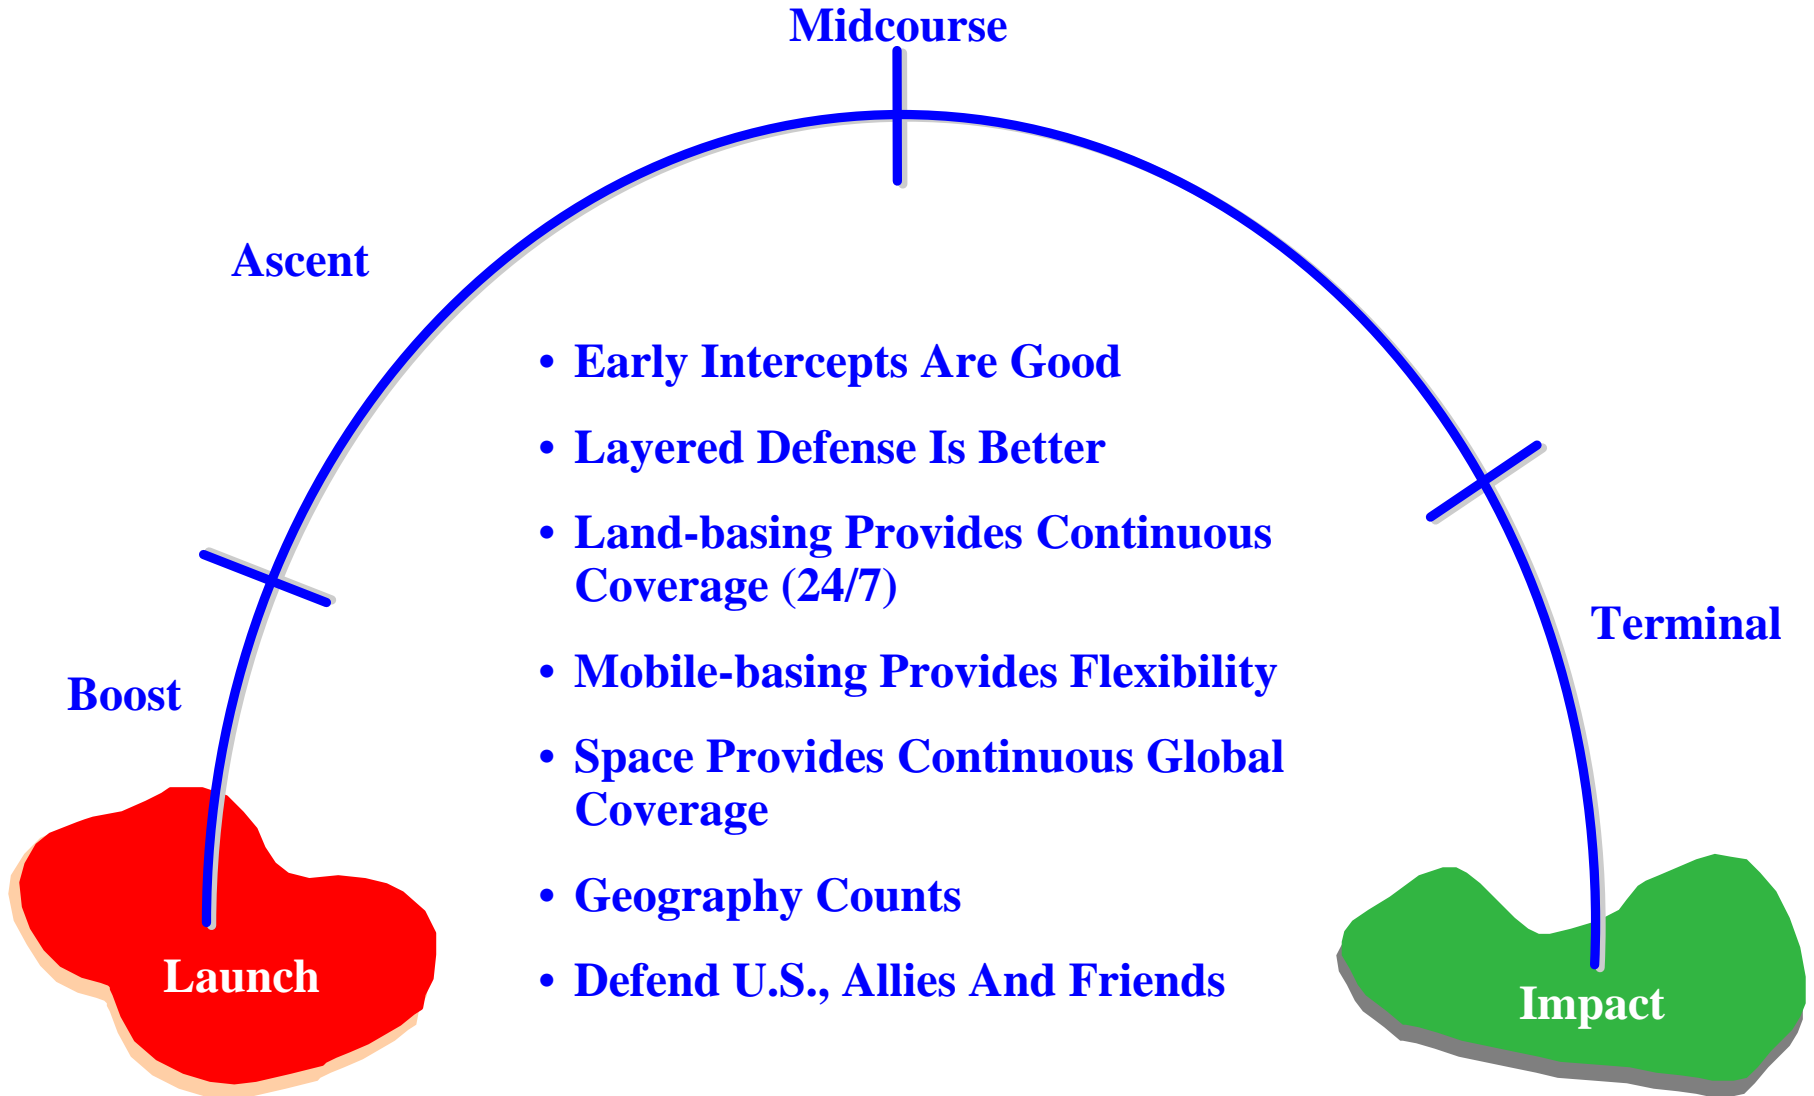 Midcourse
Ascent
• Early Intercepts Are Good
• Layered Defense Is Better
• Land-basing Provides Continuous
Coverage (24/7)
Terminal
• Mobile-basing Provides Flexibility
Boost
• Space Provides Continuous Global
Coverage
• Geography Counts
• Defend U.S., Allies And Friends
Launch
Impact